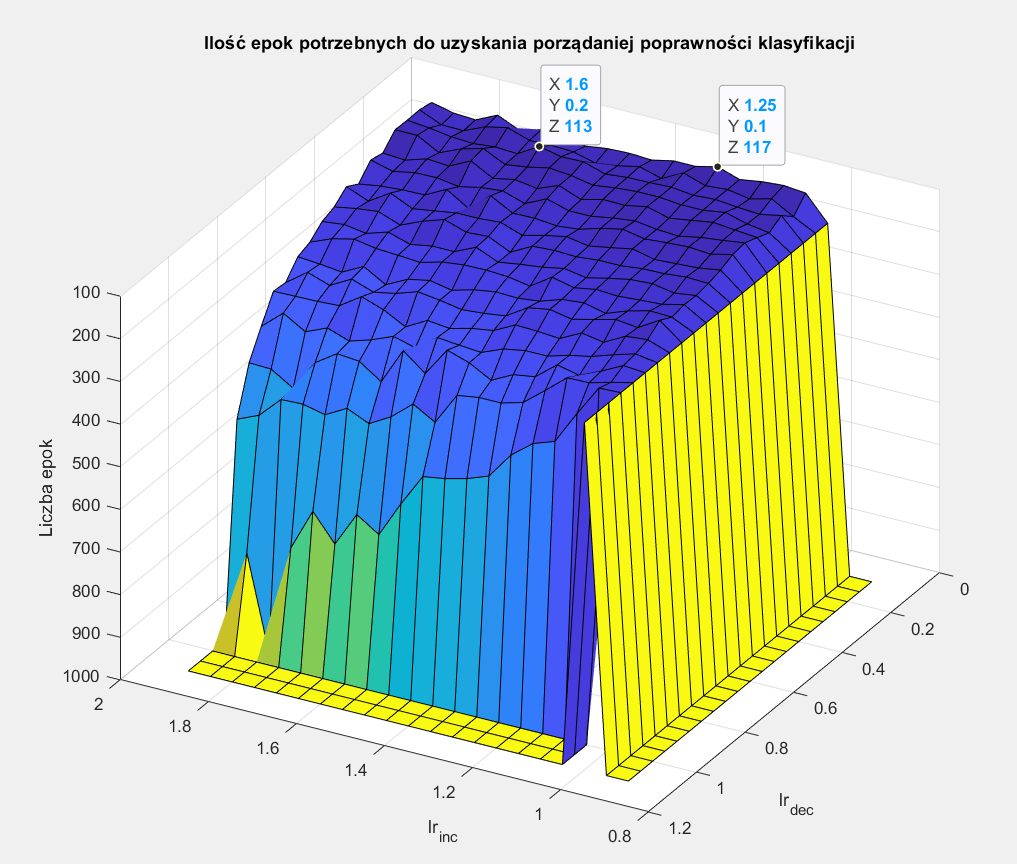 Ilość epok potrzebnych do uzyskania porządaniej poprawności klasyfikacji
X 1.6
Y 0.2
Z 113
X 1.25
Y 0.1
Z 117
100
200
300
400
500
600
700
800
900
1000
Liczba epok
2
1.8
1.6
1.4
1.2
1
0.8
lr_inc
0
0.2
0.4
0.6
0.8
1
1.2
lr_dec